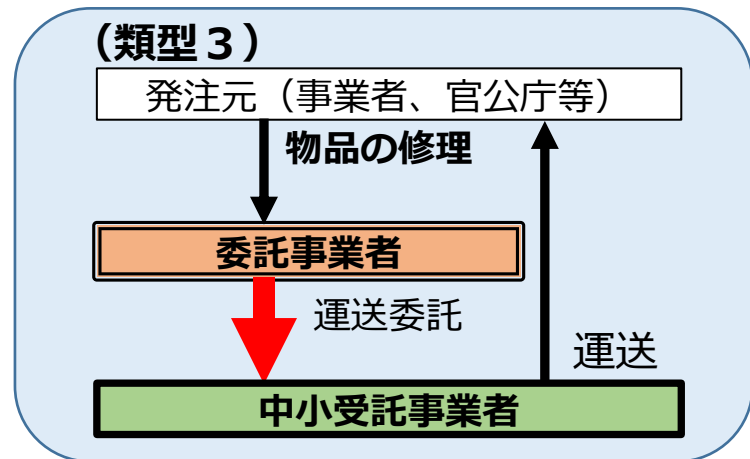 （類型３）
発注元（事業者、官公庁等）
物品の修理
委託事業者
運送委託
運送
中小受託事業者